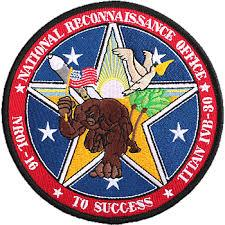 ★ NATIONAL RECONNAISSANCE OFFICE ★
NROL-16
TO SUCCESS
TITAN IVB-30